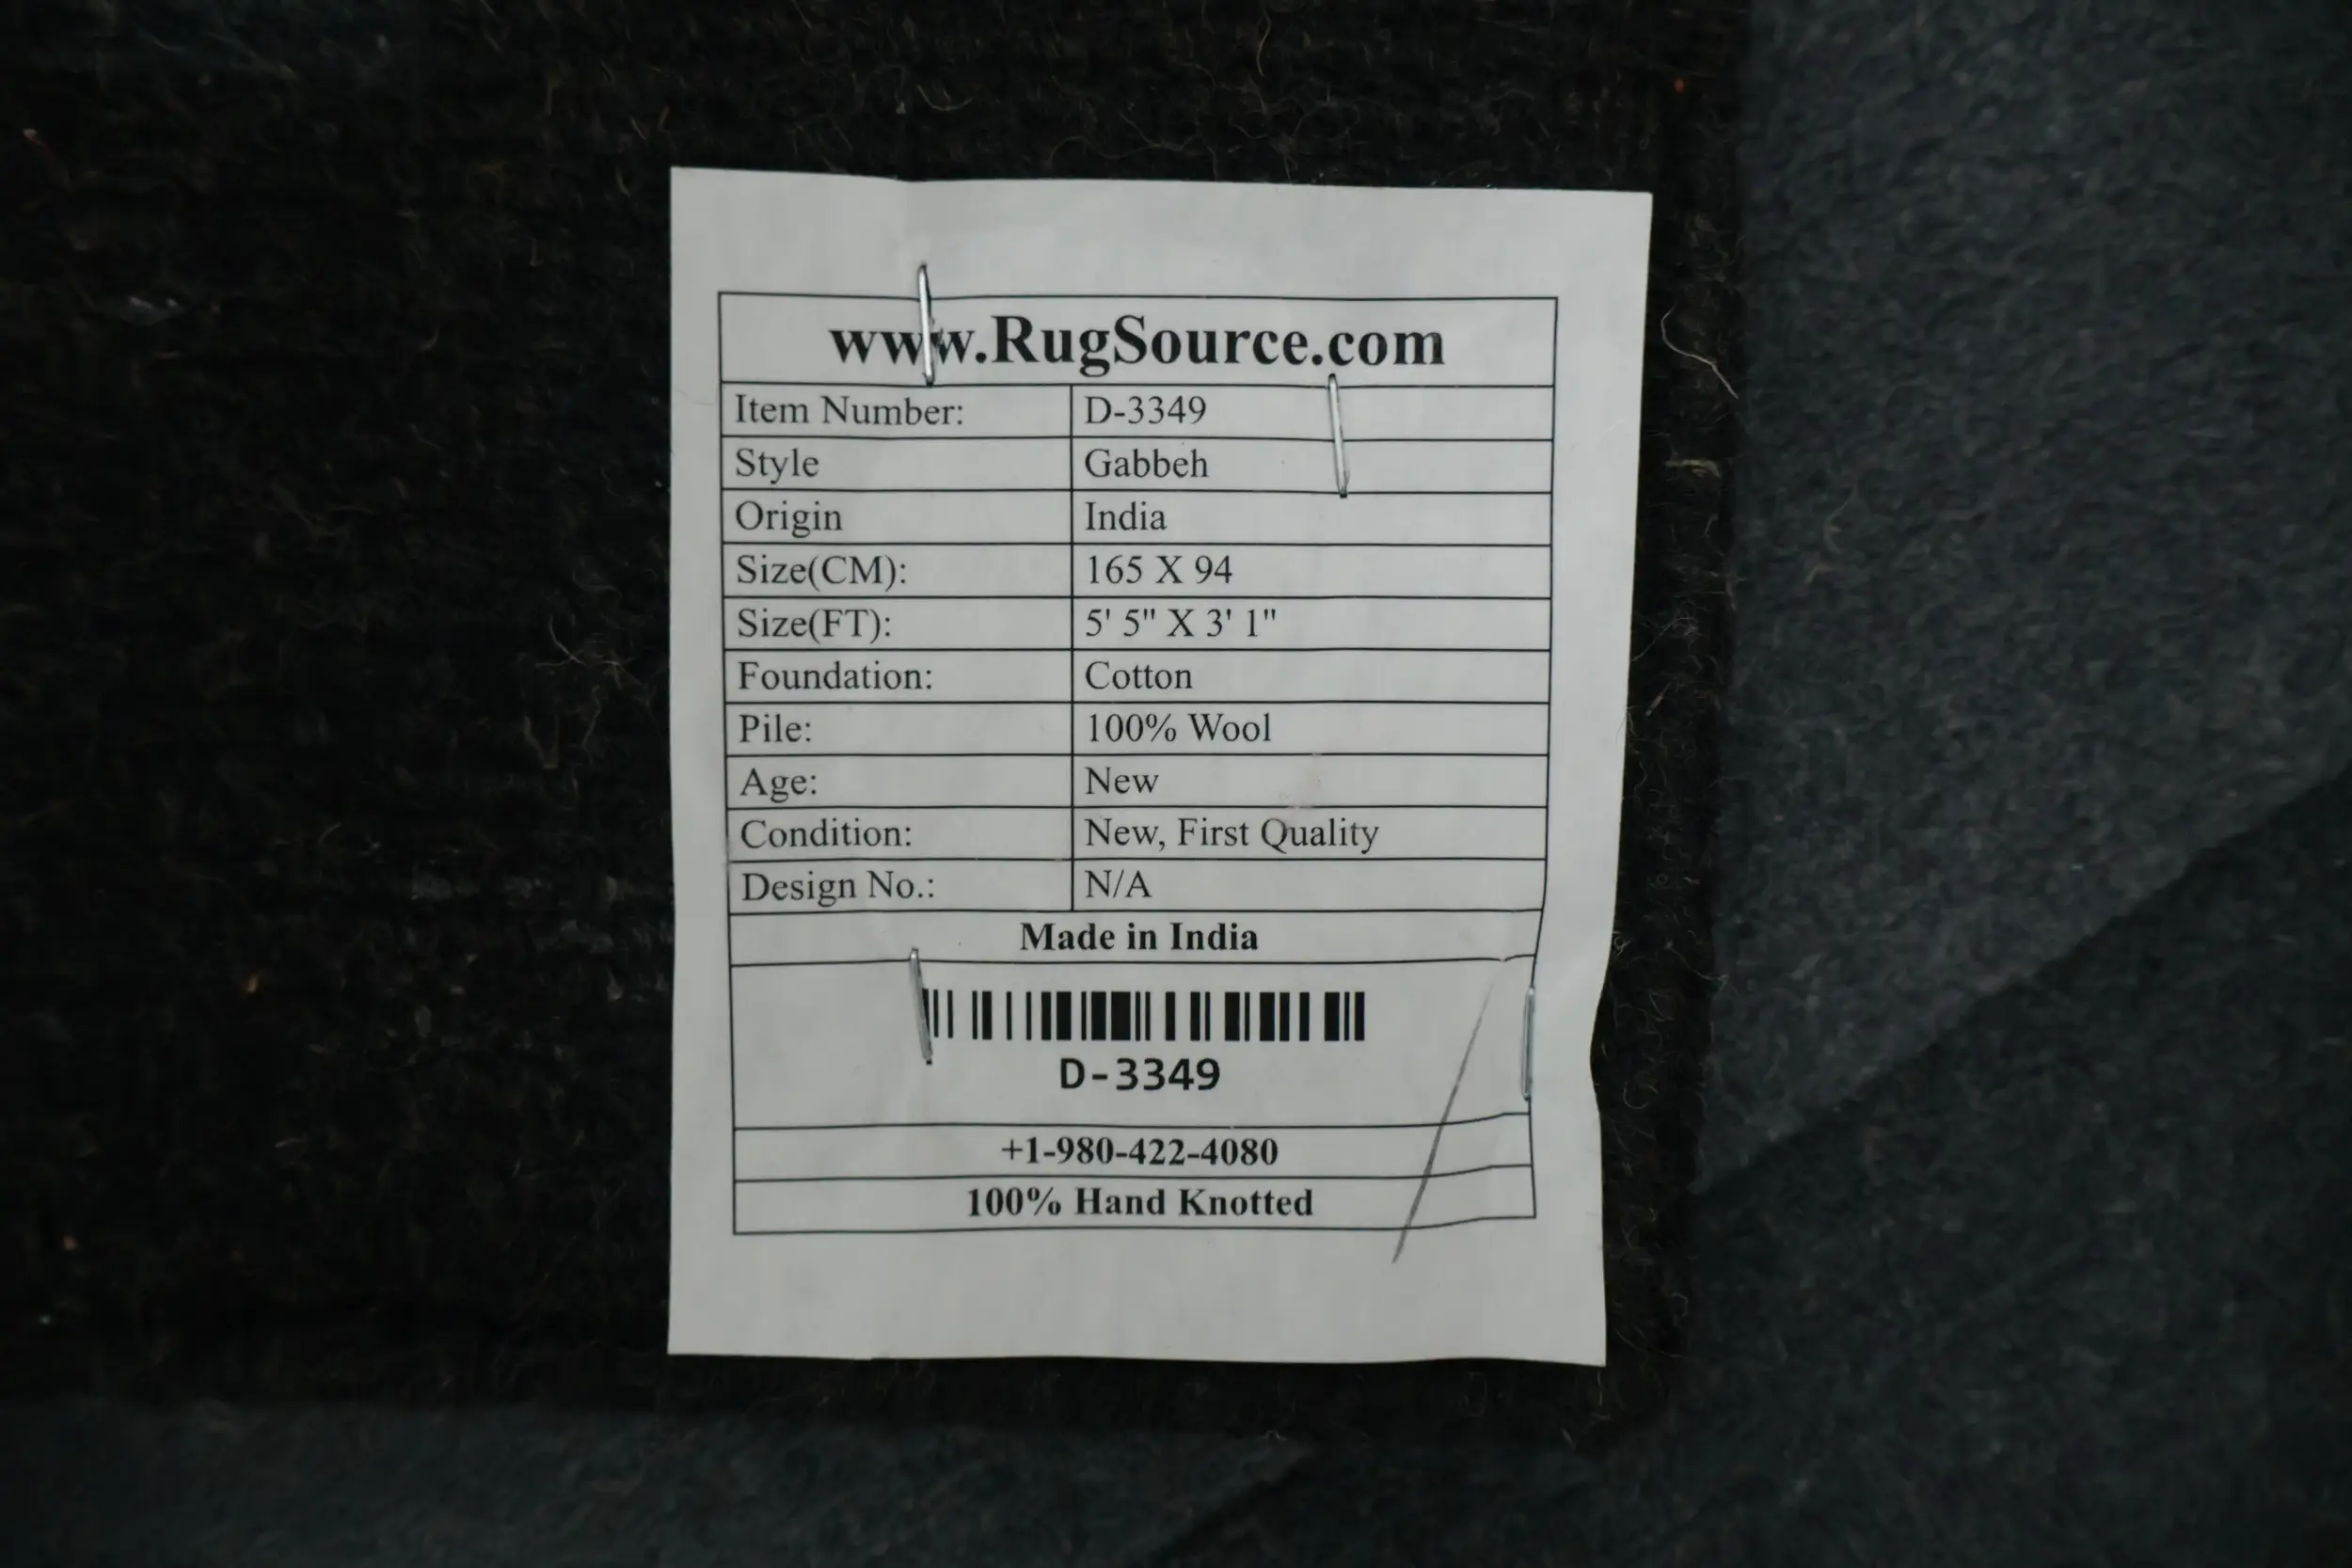 www.RugSource.com
Item Number: D-3349
Style Gabbeh
Origin India
Size(CM): 165 X 94
Size(FT): 5' 5" X 3' 1"
Foundation: Cotton
Pile: 100% Wool
Age: New
Condition: New, First Quality
Design No.: N/A
Made in India
D-3349
+1-980-422-4080
100% Hand Knotted